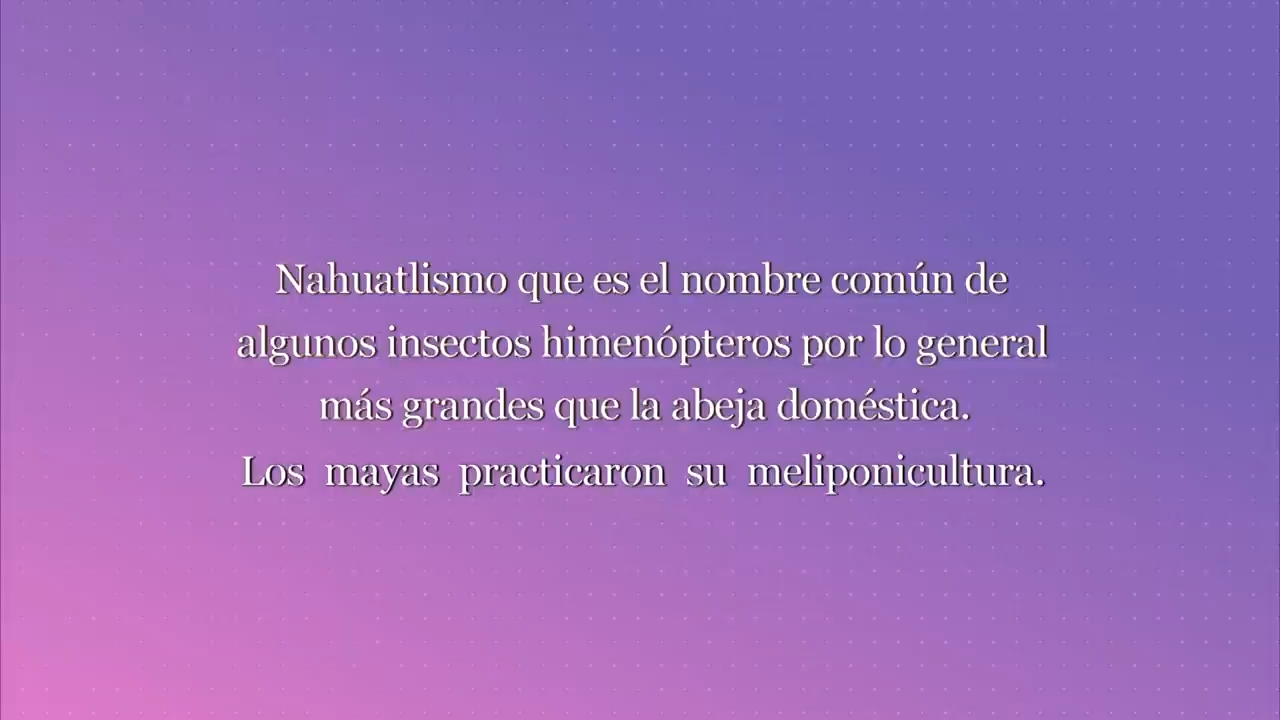 Nahuatlismo que es el nombre común de
algunos insectos himenópteros por lo general
más grandes que la abeja doméstica.
Los mayas practicaron su meliponicultura.